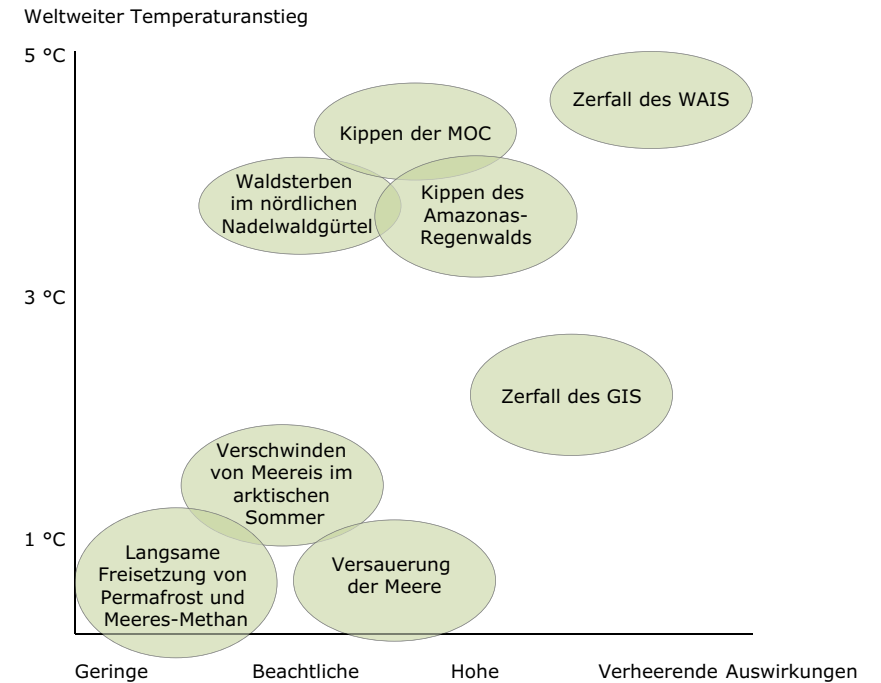 Weltweiter Temperaturanstieg
5 °C
Zerfall des WAIS
Kippen der MOC
Waldsterben
im nördlichen
Nadelwaldgürtel
Kippen des
Amazonas-
Regenwalds
3 °C
Zerfall des GIS
Verschwinden
von Meereis im
arktischen
Sommer
1 °C
Langsame
Freisetzung von
Permafrost und
Meeres-Methan
Versauerung
der Meere
Geringe
Beachtliche
Hohe
Verheerende Auswirkungen